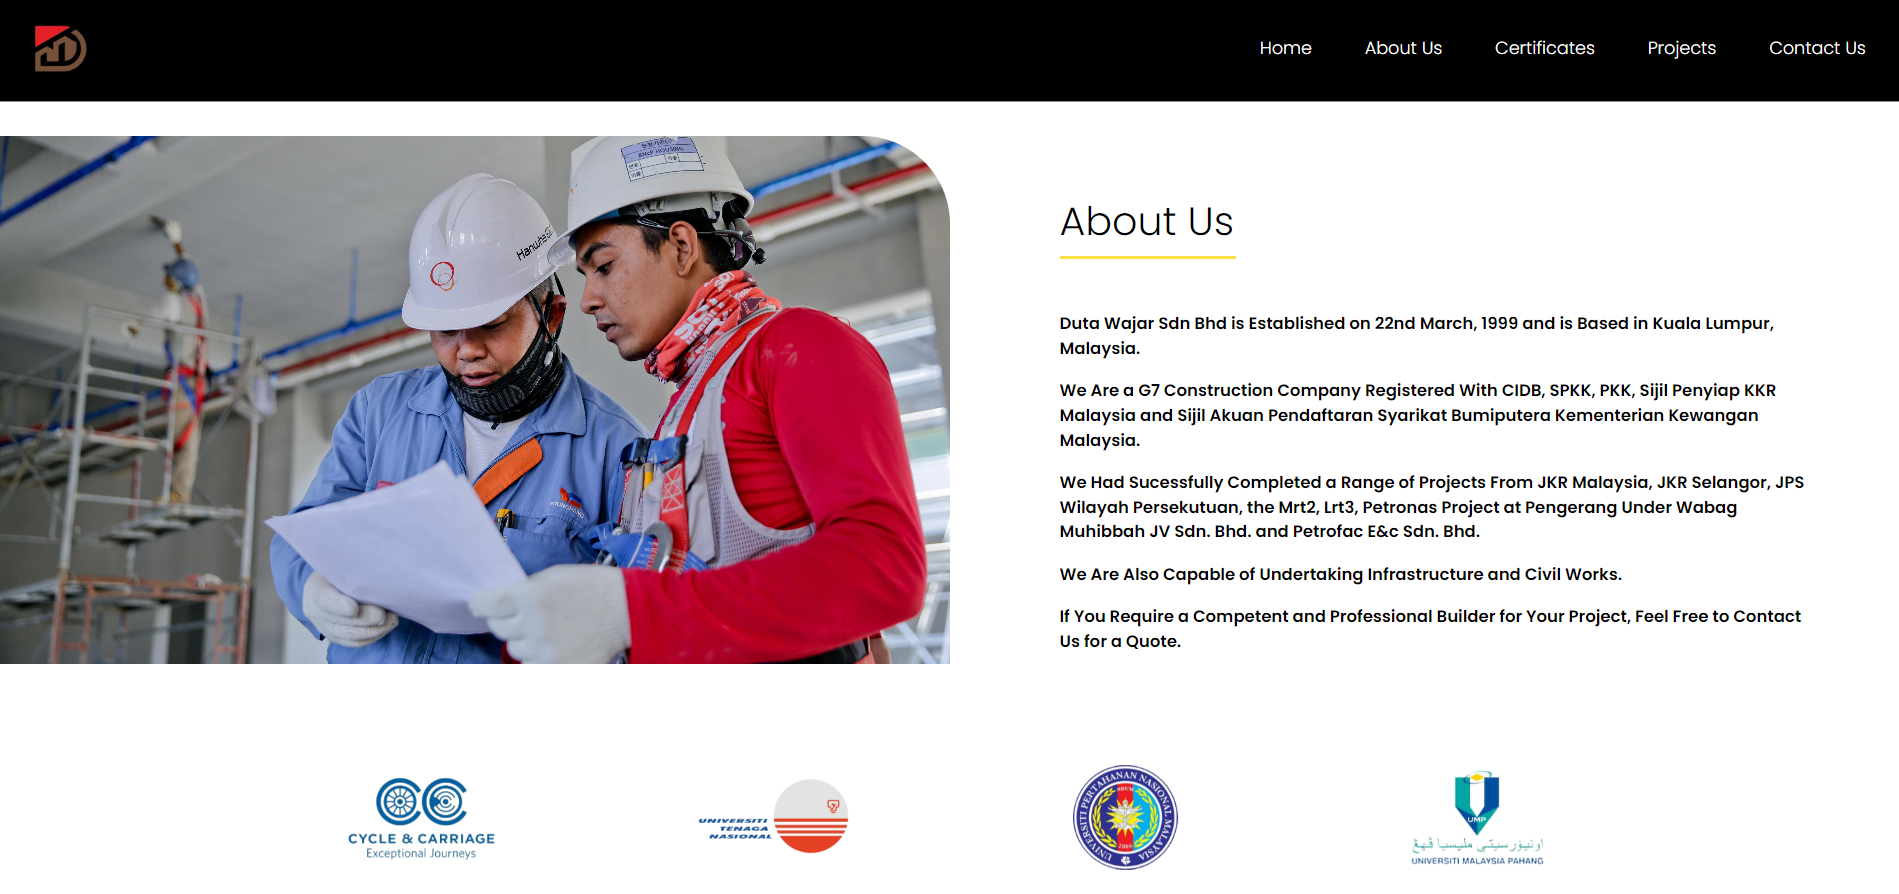 Home
About Us
Certificates
Projects
Contact Us
Hanwha E&C
About Us
Duta Wajar Sdn Bhd is Established on 22nd March, 1999 and is Based in Kuala Lumpur,
Malaysia.
We Are a G7 Construction Company Registered With CIDB, SPKK, PKK, Sijil Penyiap KKR
Malaysia and Sijil Akuan Pendaftaran Syarikat Bumiputera Kementerian Kewangan
Malaysia.
We Had Sucessfully Completed a Range of Projects From JKR Malaysia, JKR Selangor, JPS
Wilayah Persekutuan, the Mrt2, Lrt3, Petronas Project at Pengerang Under Wabag
Muhibbah JV Sdn. Bhd. and Petrofac E&c Sdn. Bhd.
We Are Also Capable of Undertaking Infrastructure and Civil Works.
If You Require a Competent and Professional Builder for Your Project, Feel Free to Contact
Us for a Quote.
CYCLE & CARRIAGE
Exceptional Journeys
UNIVERSITI
TENAGA
NASIONAL
UNIVERSITI PERTAHANAN NASIONAL MALAYSIA
2006
UMP
اونيۏرسيتي مليسيا ڤهڠ
UNIVERSITI MALAYSIA PAHANG